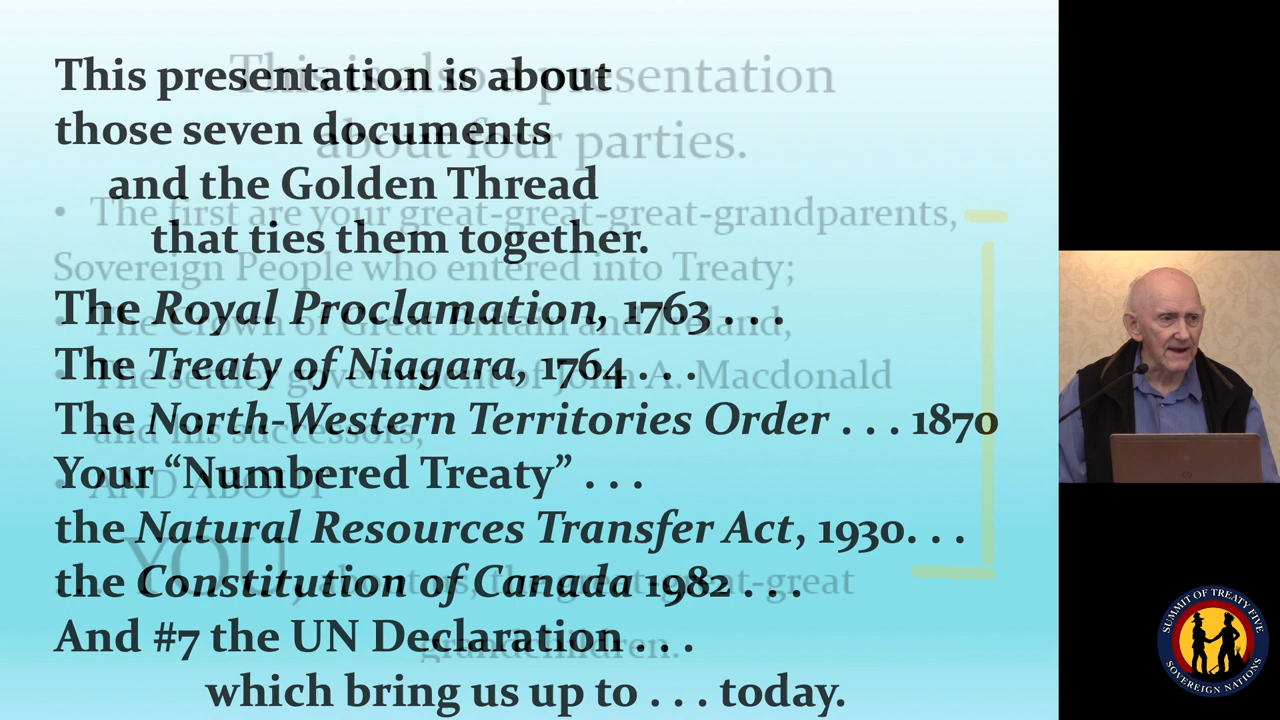 This presentation is about
those seven documents
and the Golden Thread
that ties them together.
The Royal Proclamation, 1763 . . .
The Treaty of Niagara, 1764 . . .
The North-Western Territories Order . . . 1870
Your “Numbered Treaty” . . .
the Natural Resources Transfer Act, 1930. . .
the Constitution of Canada 1982 . . .
And #7 the UN Declaration . . .
which bring us up to . . . today.
This is also a presentation
about four parties.
• The first are your great-great-great-grandparents,
Sovereign People who entered into Treaty;
• The Crown of Great Britain and Ireland,
• The settler government of John A. Macdonald
and his successors,
• AND ABOUT
YOU, great-great
grandchildren.
SUMMIT OF TREATY FIVE
SOVEREIGN NATIONS